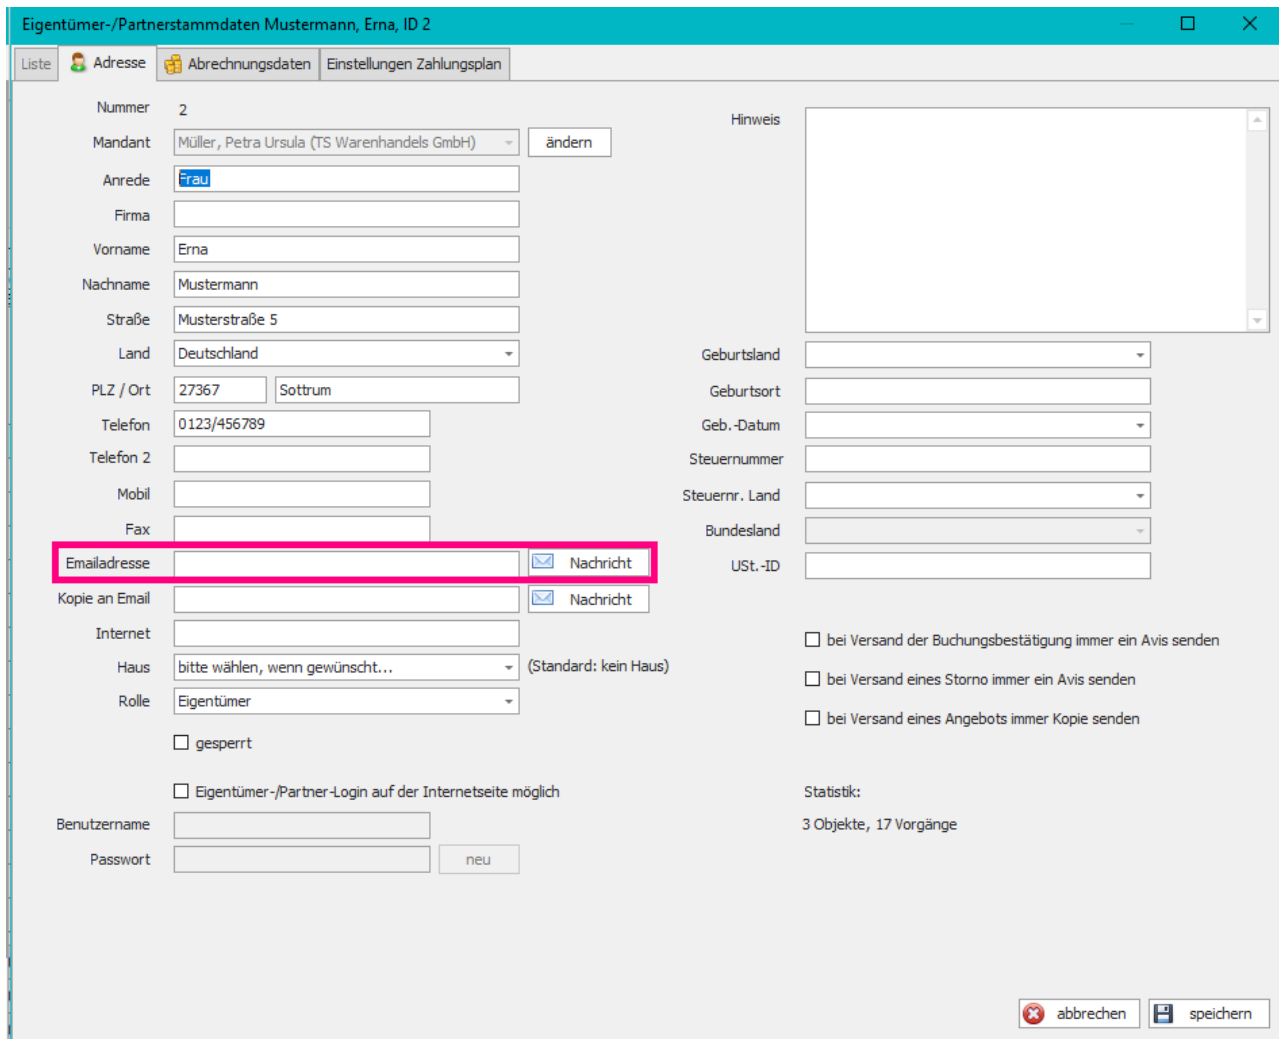 Eigentümer-/Partnerstammdaten Mustermann, Erna, ID 2
Liste Adresse Abrechnungsdaten Einstellungen Zahlungsplan
Nummer 2
Mandant Müller, Petra Ursula (TS Warenhandels GmbH) ändern
Anrede Frau
Firma
Vorname Erna
Nachname Mustermann
Straße Musterstraße 5
Land Deutschland
PLZ / Ort 27367 Sottrum
Telefon 0123/456789
Telefon 2
Mobil
Fax
Emailadresse Nachricht
Kopie an Email Nachricht
Internet
Haus bitte wählen, wenn gewünscht... (Standard: kein Haus)
Rolle Eigentümer
gesperrt
Eigentümer-/Partner-Login auf der Internetseite möglich
Benutzername
Passwort neu
Hinweis
Geburtsland
Geburtsort
Geb.-Datum
Steuernummer
Steuernr. Land
Bundesland
USt.-ID
bei Versand der Buchungsbestätigung immer ein Avis senden
bei Versand eines Storno immer ein Avis senden
bei Versand eines Angebots immer Kopie senden
Statistik:
3 Objekte, 17 Vorgänge
abbrechen speichern